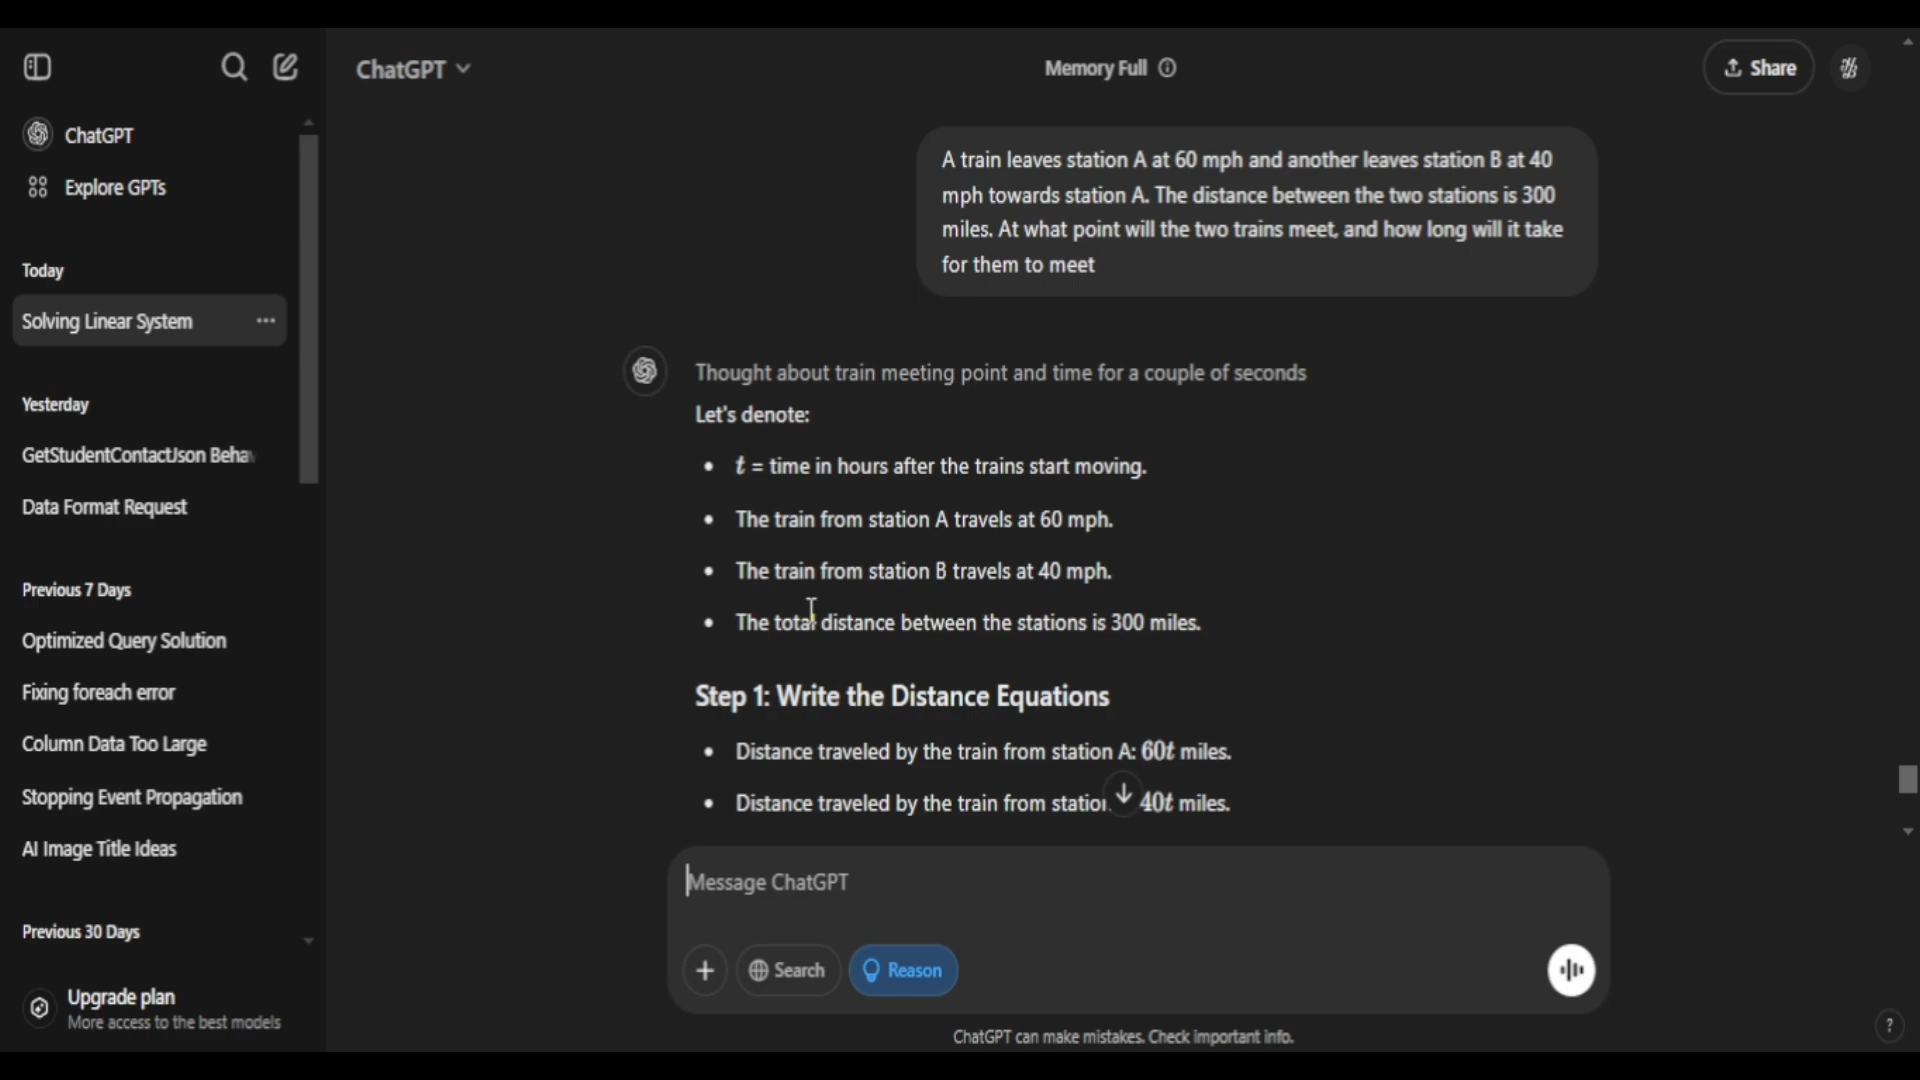 ChatGPT
Explore GPTs
Today
Solving Linear System
Yesterday
GetStudentContactJson Behav
Data Format Request
Previous 7 Days
Optimized Query Solution
Fixing foreach error
Column Data Too Large
Stopping Event Propagation
AI Image Title Ideas
Previous 30 Days
Upgrade plan
More access to the best models
ChatGPT
Memory Full
Share
A train leaves station A at 60 mph and another leaves station B at 40
mph towards station A. The distance between the two stations is 300
miles. At what point will the two trains meet, and how long will it take
for them to meet
Thought about train meeting point and time for a couple of seconds
Let's denote:
• t = time in hours after the trains start moving.
• The train from station A travels at 60 mph.
• The train from station B travels at 40 mph.
• The total distance between the stations is 300 miles.
Step 1: Write the Distance Equations
• Distance traveled by the train from station A: 60t miles.
• Distance traveled by the train from station 40t miles.
Message ChatGPT
Search
Reason
ChatGPT can make mistakes. Check important info.
?